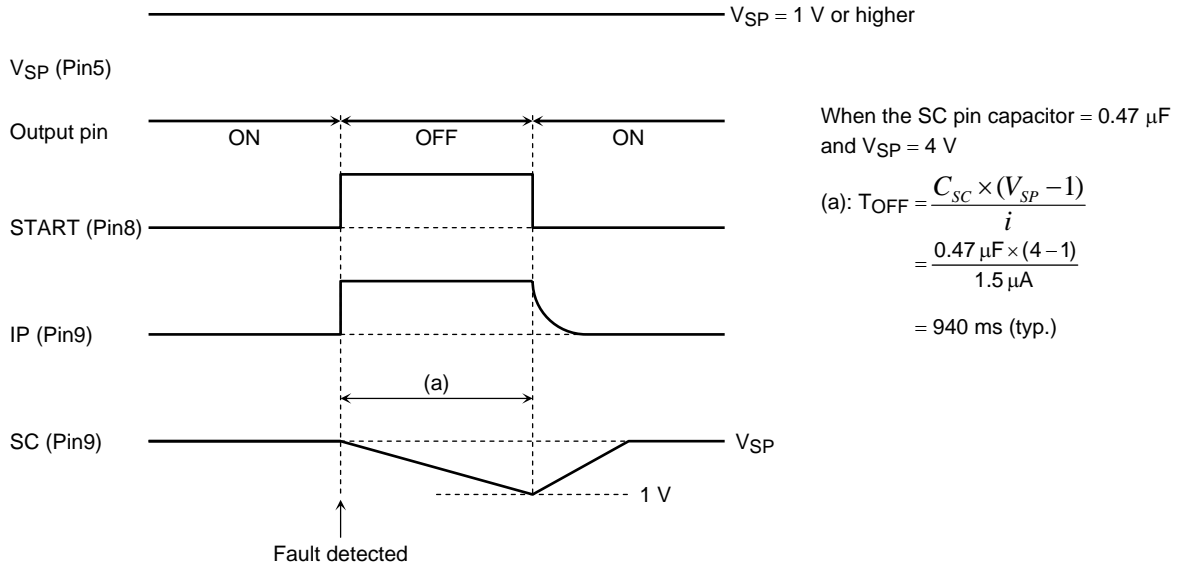 V_SP = 1 V or higher
V_SP (Pin5)
Output pin
ON
OFF
ON
START (Pin8)
IP (Pin9)
(a)
SC (Pin9)
V_SP
1 V
Fault detected
When the SC pin capacitor = 0.47 μF
and V_SP = 4 V
(a): T_OFF = C_SC × (V_SP − 1) / i
= 0.47 μF × (4 − 1) / 1.5 μA
= 940 ms (typ.)